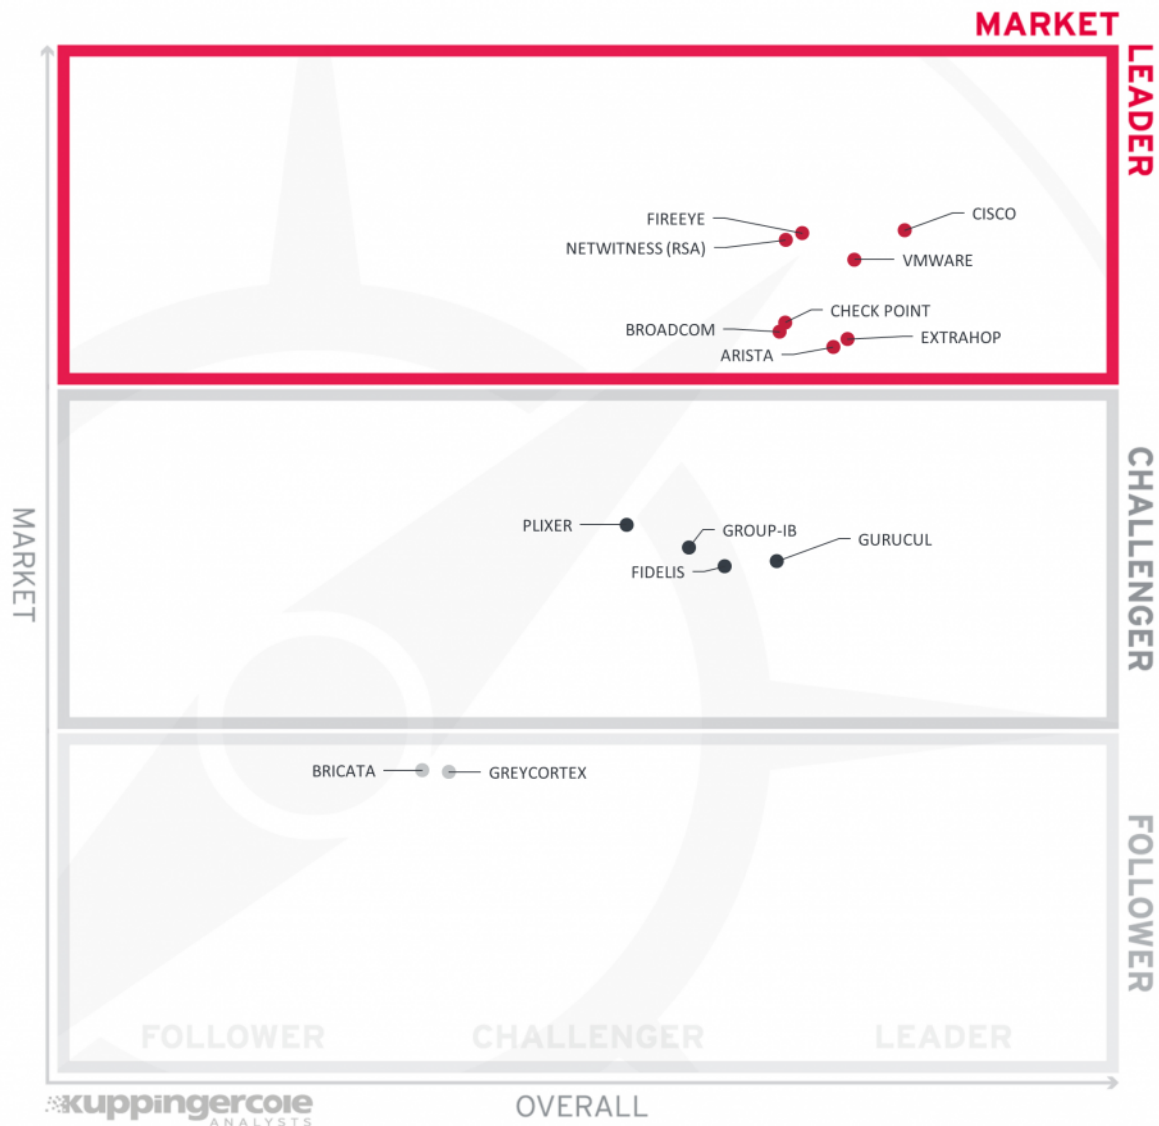 MARKET
LEADER
FIREEYE
CISCO
NETWITNESS (RSA)
VMWARE
CHECK POINT
BROADCOM
EXTRAHOP
ARISTA
CHALLENGER
MARKET
PLIXER
GROUP-IB
GURUCUL
FIDELIS
BRICATA
GREYCORTEX
FOLLOWER
FOLLOWER CHALLENGER LEADER
kuppingercole
ANALYSTS
OVERALL